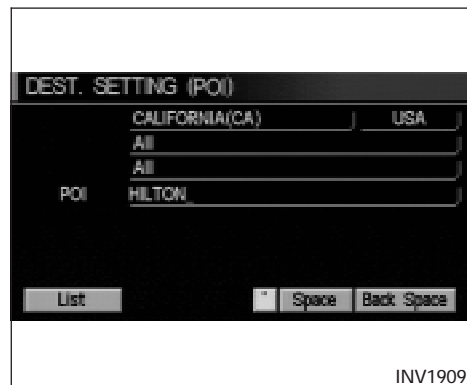 DEST. SETTING (POI)
CALIFORNIA(CA) USA
All
All
POI HILTON_
List " Space Back Space
INV1909